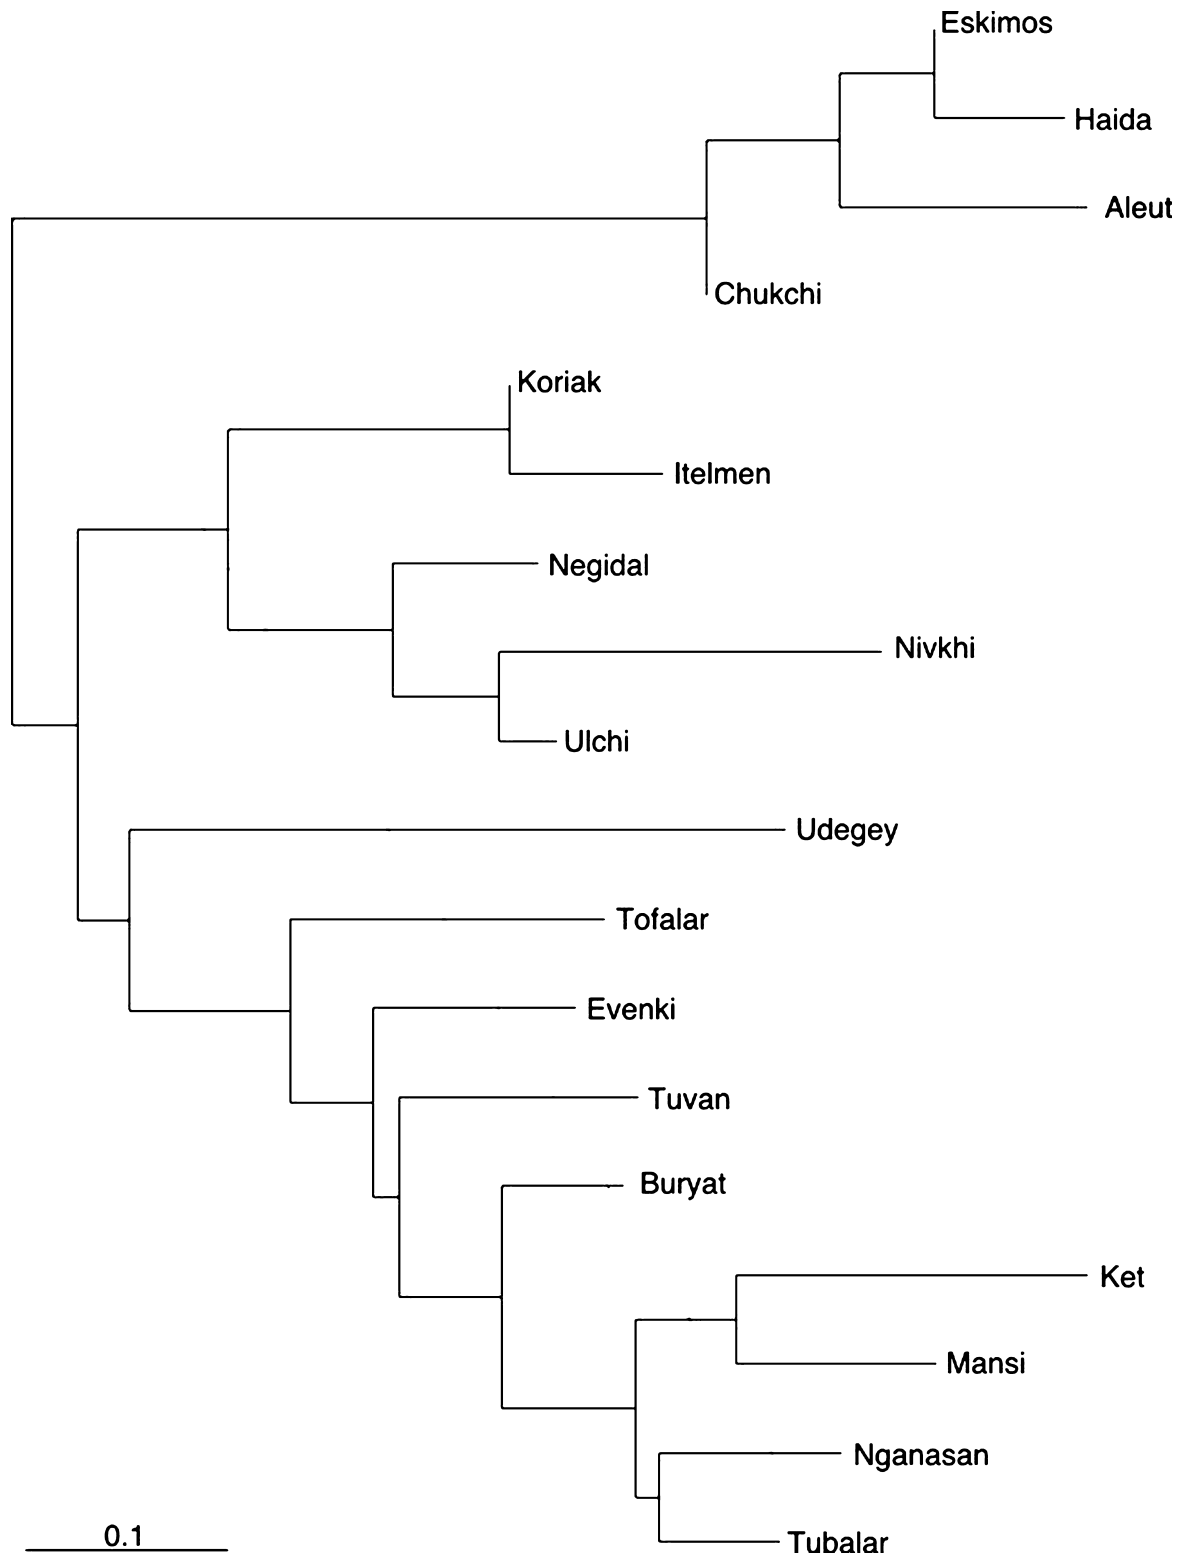 Eskimos
Haida
Aleut
Chukchi
Koriak
Itelmen
Negidal
Nivkhi
Ulchi
Udegey
Tofalar
Evenki
Tuvan
Buryat
Ket
Mansi
Nganasan
0.1
Tubalar